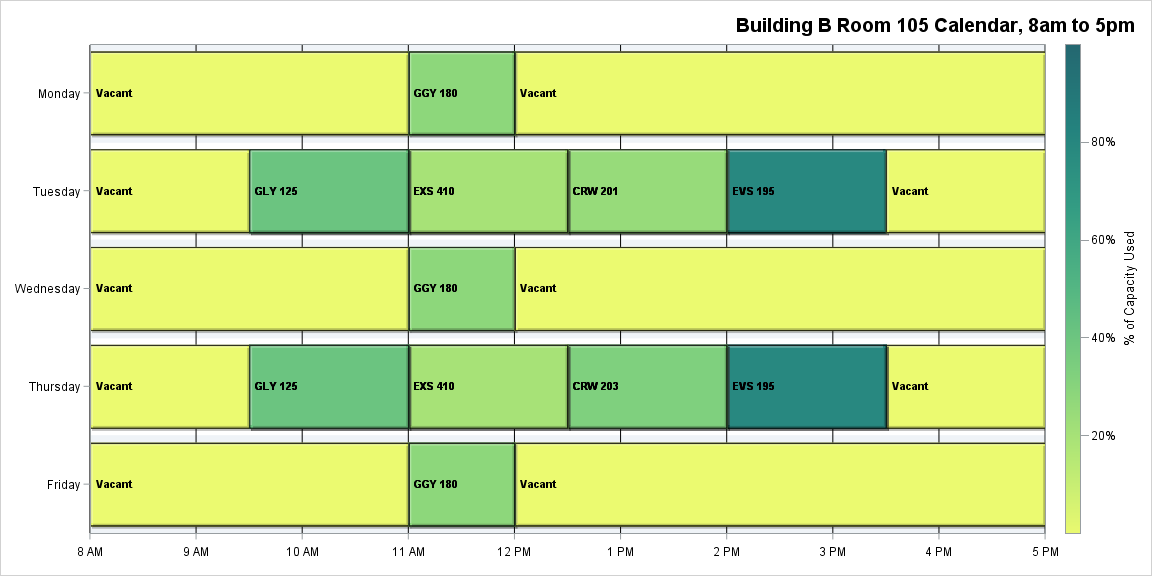 Building B Room 105 Calendar, 8am to 5pm
Monday
Vacant
GGY 180
Vacant
Tuesday
Vacant
GLY 125
EXS 410
CRW 201
EVS 195
Vacant
Wednesday
Vacant
GGY 180
Vacant
Thursday
Vacant
GLY 125
EXS 410
CRW 203
EVS 195
Vacant
Friday
Vacant
GGY 180
Vacant
8 AM
9 AM
10 AM
11 AM
12 PM
1 PM
2 PM
3 PM
4 PM
5 PM
80%
60%
40%
20%
% of Capacity Used